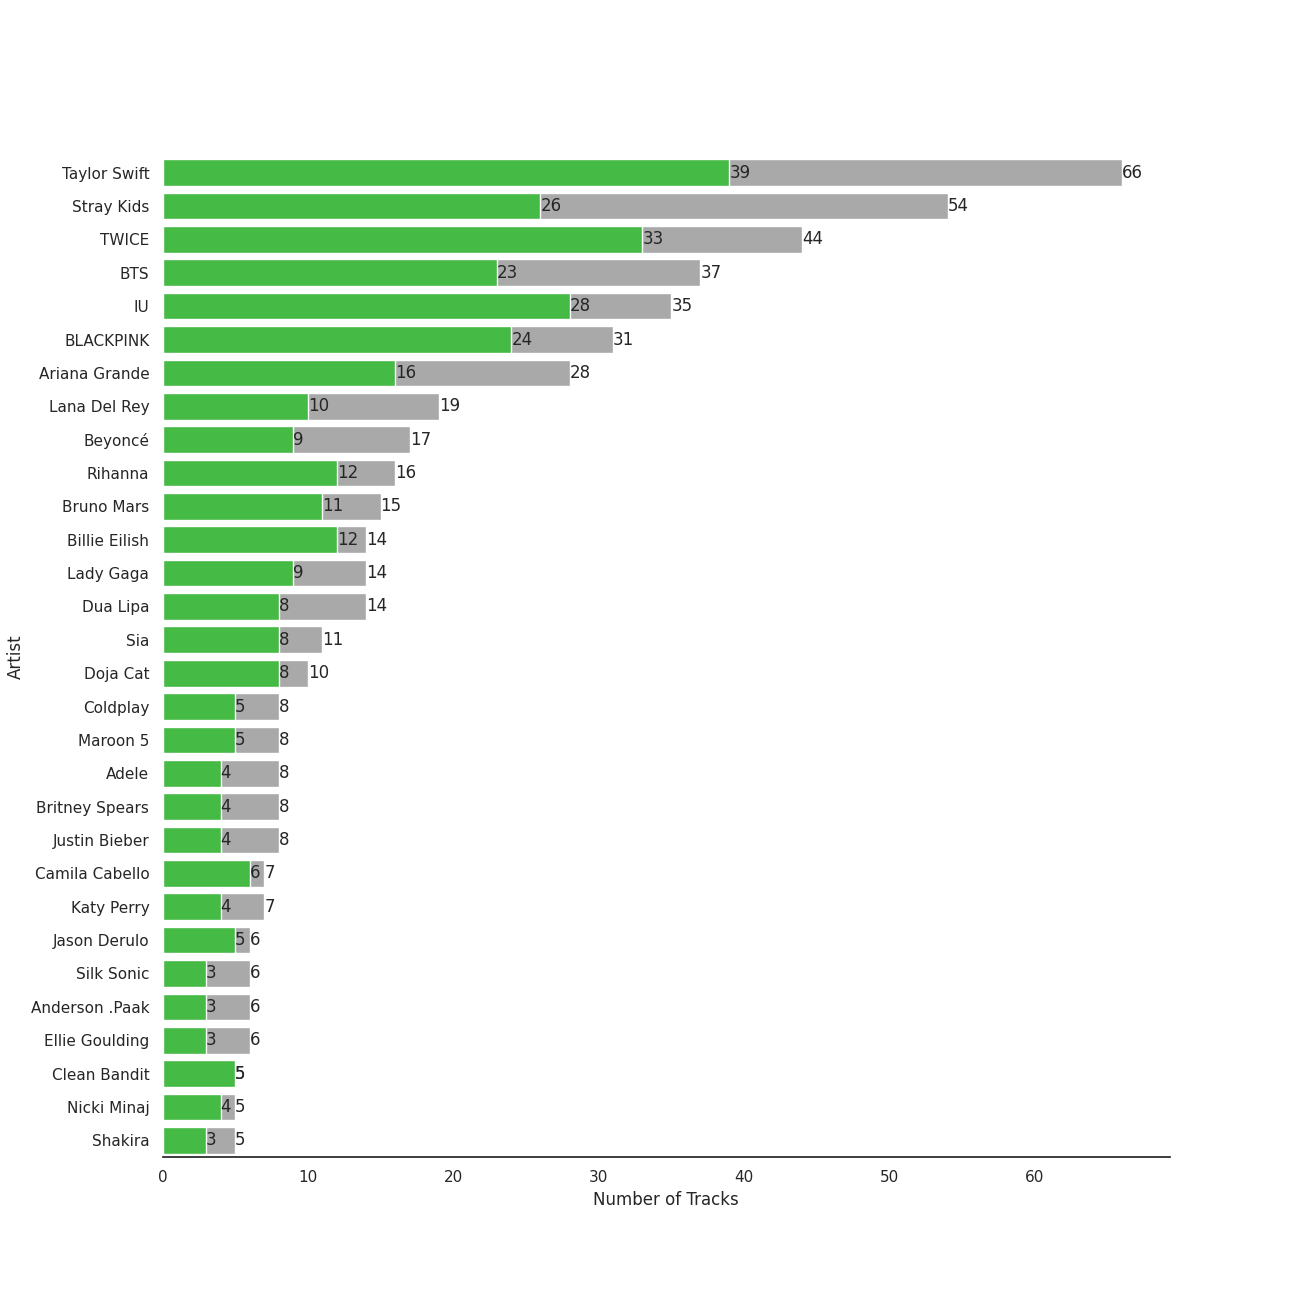 Taylor Swift 39 66
Stray Kids 26 54
TWICE 33 44
BTS 23 37
IU 28 35
BLACKPINK 24 31
Ariana Grande 16 28
Lana Del Rey 10 19
Beyoncé 9 17
Rihanna 12 16
Bruno Mars 11 15
Billie Eilish 12 14
Lady Gaga 9 14
Dua Lipa 8 14
Sia 8 11
Doja Cat 8 10
Coldplay 5 8
Maroon 5 5 8
Adele 4 8
Britney Spears 4 8
Justin Bieber 4 8
Camila Cabello 6 7
Katy Perry 4 7
Jason Derulo 5 6
Silk Sonic 3 6
Anderson .Paak 3 6
Ellie Goulding 3 6
Clean Bandit 5 5
Nicki Minaj 4 5
Shakira 3 5
0 10 20 30 40 50 60
Number of Tracks
Artist